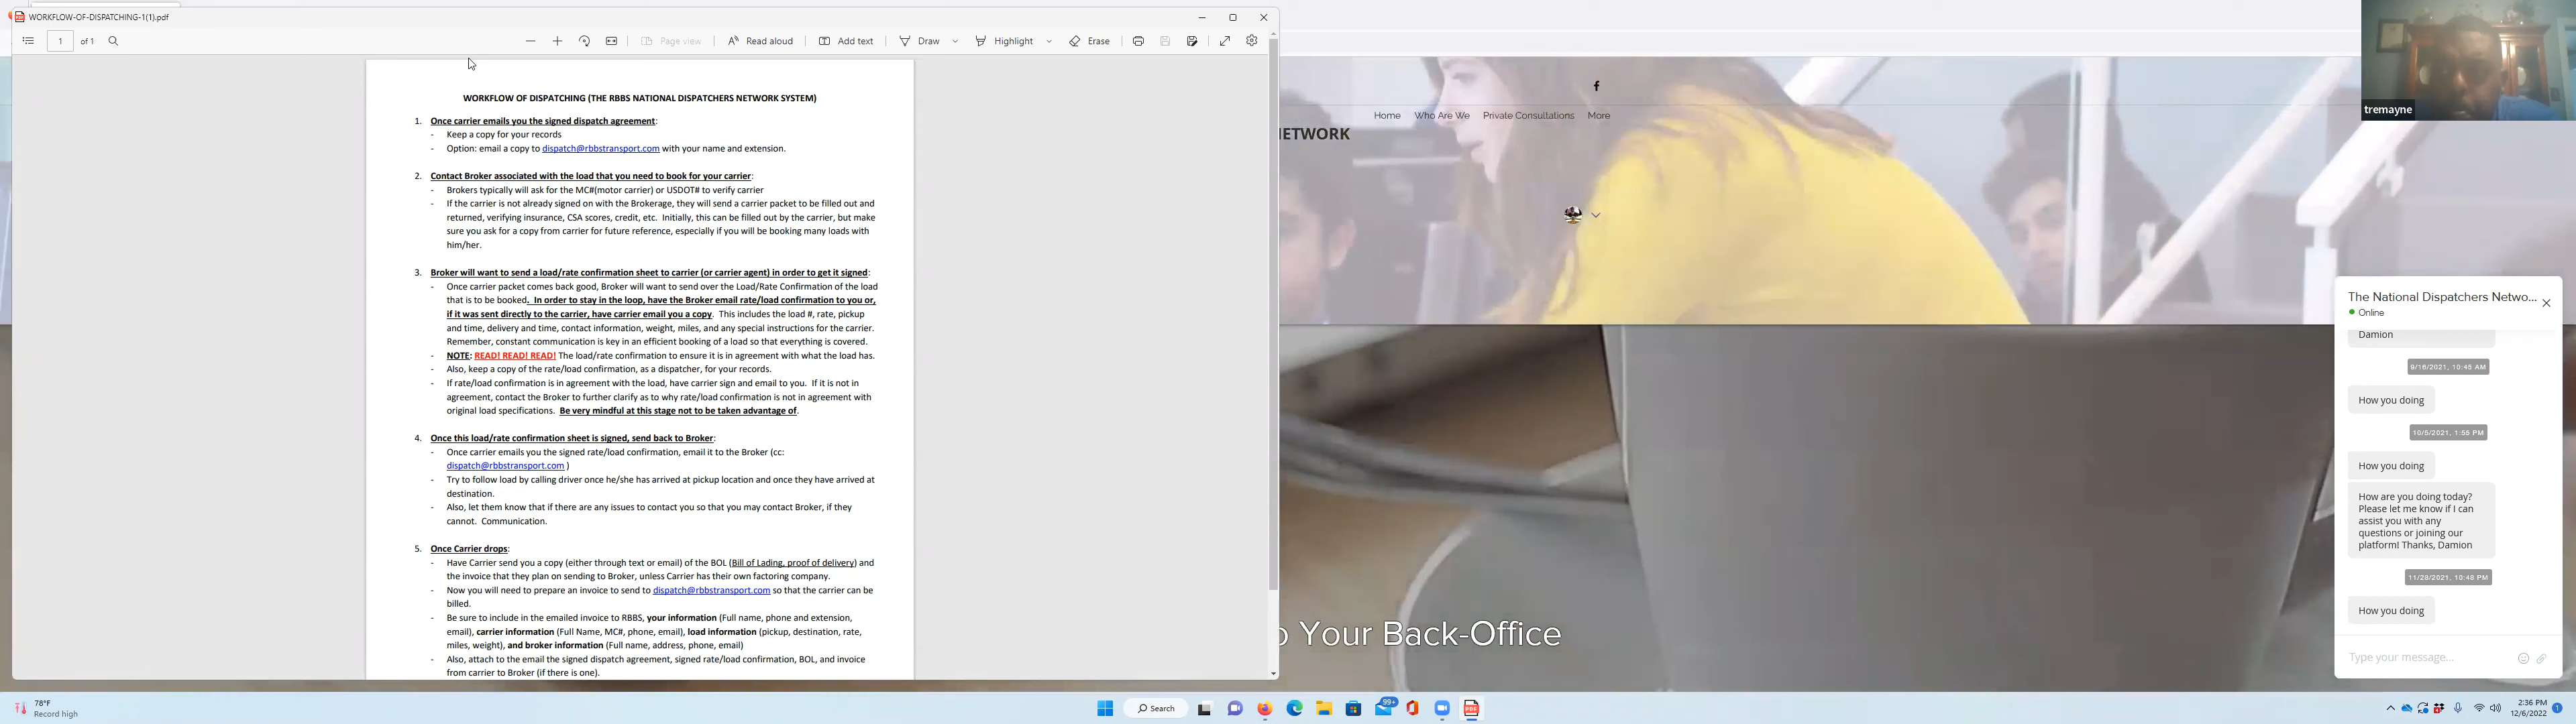 WORKFLOW-OF-DISPATCHING-1(1).pdf
1 of 1
Page view
Read aloud
Add text
Draw
Highlight
Erase
WORKFLOW OF DISPATCHING (THE RBBS NATIONAL DISPATCHERS NETWORK SYSTEM)
1. Once carrier emails you the signed dispatch agreement:
- Keep a copy for your records
- Option: email a copy to dispatch@rbbstransport.com with your name and extension.
2. Contact Broker associated with the load that you need to book for your carrier:
- Brokers typically will ask for the MC#(motor carrier) or USDOT# to verify carrier
- If the carrier is not already signed on with the Brokerage, they will send a carrier packet to be filled out and
returned, verifying insurance, CSA scores, credit, etc. Initially, this can be filled out by the carrier, but make
sure you ask for a copy from carrier for future reference, especially if you will be booking many loads with
him/her.
3. Broker will want to send a load/rate confirmation sheet to carrier (or carrier agent) in order to get it signed:
- Once carrier packet comes back good, Broker will want to send over the Load/Rate Confirmation of the load
that is to be booked. In order to stay in the loop, have the Broker email rate/load confirmation to you or,
if it was sent directly to the carrier, have carrier email you a copy. This includes the load #, rate, pickup
and time, delivery and time, contact information, weight, miles, and any special instructions for the carrier.
Remember, constant communication is key in an efficient booking of a load so that everything is covered.
- NOTE: READ! READ! READ! The load/rate confirmation to ensure it is in agreement with what the load has.
- Also, keep a copy of the rate/load confirmation, as a dispatcher, for your records.
- If rate/load confirmation is in agreement with the load, have carrier sign and email to you. If it is not in
agreement, contact the Broker to further clarify as to why rate/load confirmation is not in agreement with
original load specifications. Be very mindful at this stage not to be taken advantage of.
4. Once this load/rate confirmation sheet is signed, send back to Broker:
- Once carrier emails you the signed rate/load confirmation, email it to the Broker (cc:
dispatch@rbbstransport.com )
- Try to follow load by calling driver once he/she has arrived at pickup location and once they have arrived at
destination.
- Also, let them know that if there are any issues to contact you so that you may contact Broker, if they
cannot. Communication.
5. Once Carrier drops:
- Have Carrier send you a copy (either through text or email) of the BOL (Bill of Lading, proof of delivery) and
the invoice that they plan on sending to Broker, unless Carrier has their own factoring company.
- Now you will need to prepare an invoice to send to dispatch@rbbstransport.com so that the carrier can be
billed.
- Be sure to include in the emailed invoice to RBBS, your information (Full name, phone and extension,
email), carrier information (Full Name, MC#, phone, email), load information (pickup, destination, rate,
miles, weight), and broker information (Full name, address, phone, email)
- Also, attach to the email the signed dispatch agreement, signed rate/load confirmation, BOL, and invoice
from carrier to Broker (if there is one).
Home
Who Are We
Private Consultations
More
ETWORK
o Your Back-Office
tremayne
The National Dispatchers Netwo...
Online
Damion
9/16/2021, 10:45 AM
How you doing
10/5/2021, 1:56 PM
How you doing
How are you doing today?
Please let me know if I can
assist you with any
questions or joining our
platform! Thanks, Damion
11/28/2021, 10:48 PM
How you doing
Type your message...
78°F
Record high
Search
99+
PDF
2:36 PM
12/6/2022
1